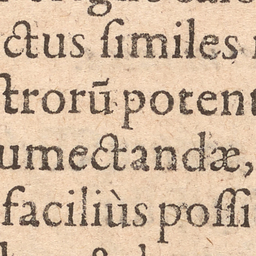 ctus ſimiles
ſtrorū potent
umectandæ,
faciliùs poſſi